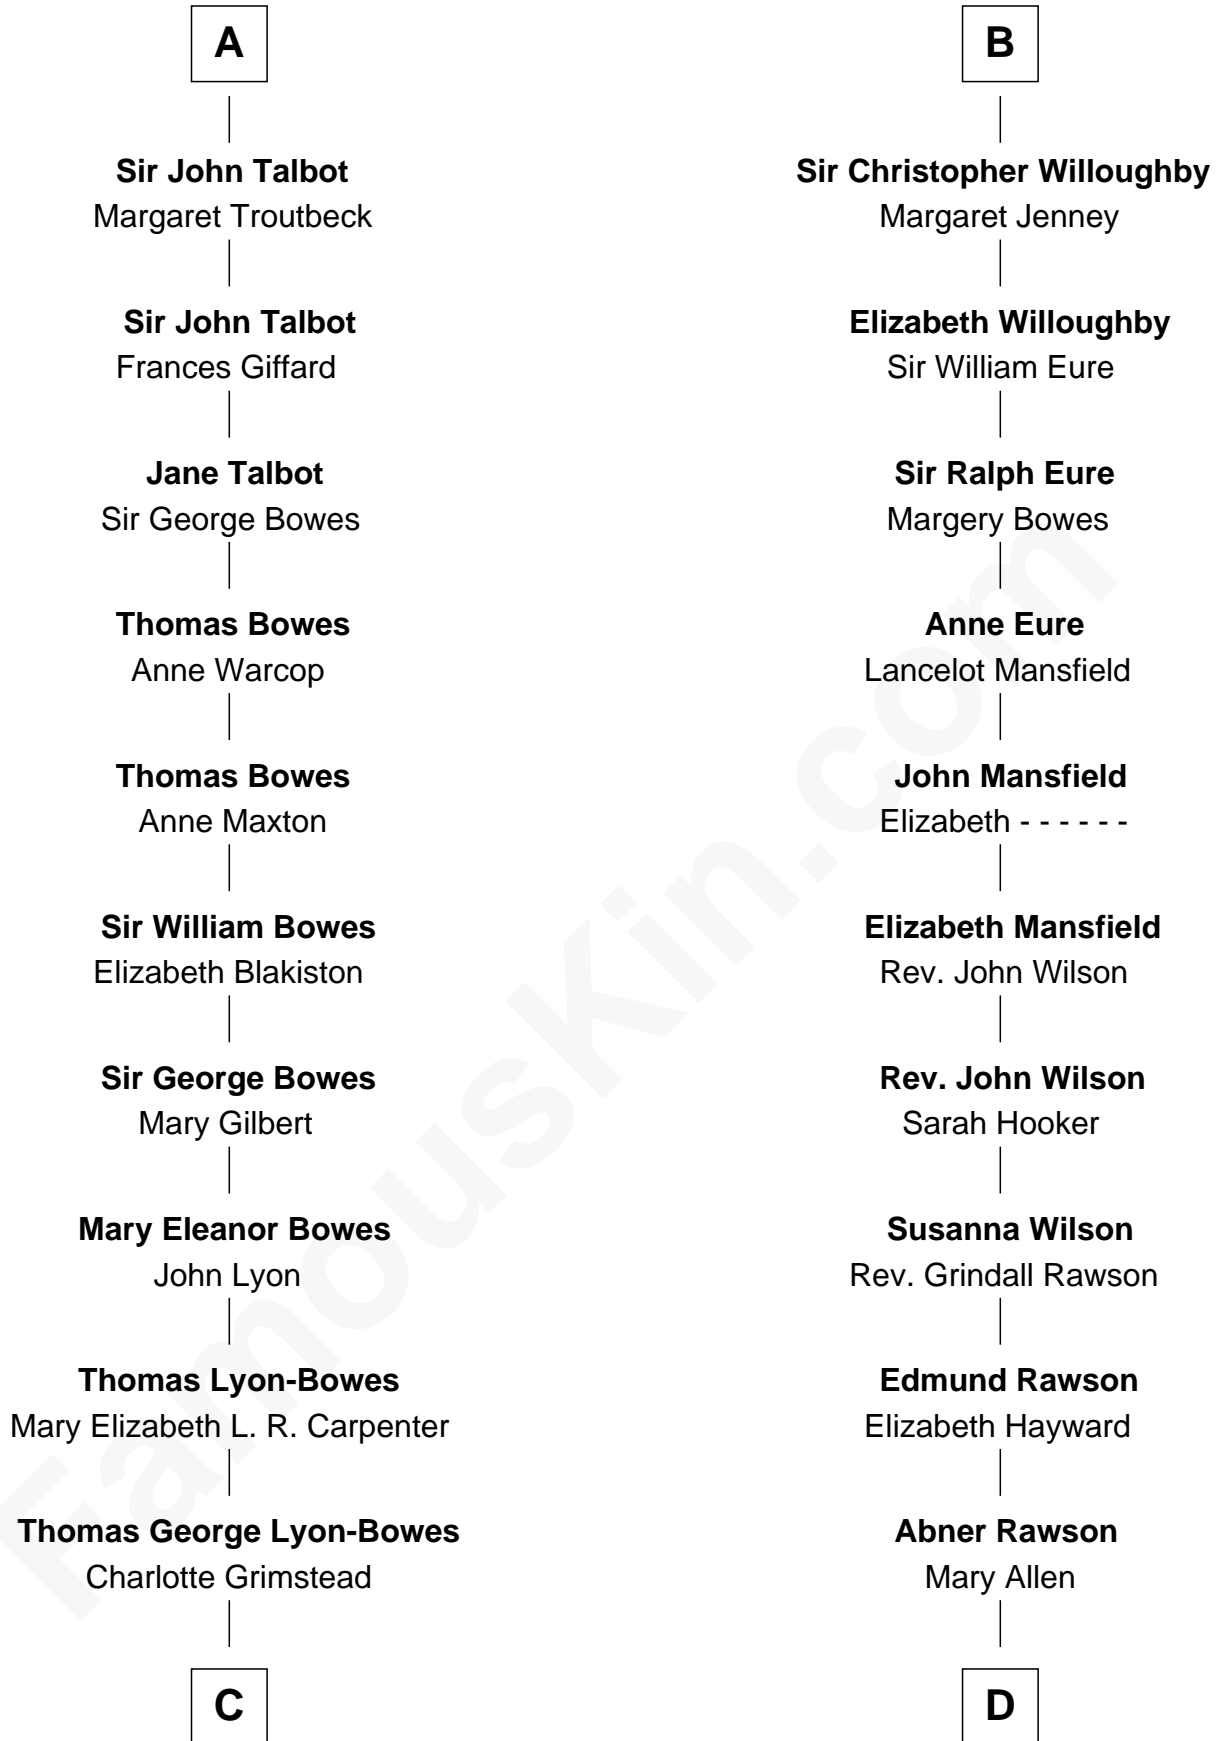 A
Sir John Talbot
Margaret Troutbeck
Sir John Talbot
Frances Giffard
Jane Talbot
Sir George Bowes
Thomas Bowes
Anne Warcop
Thomas Bowes
Anne Maxton
Sir William Bowes
Elizabeth Blakiston
Sir George Bowes
Mary Gilbert
Mary Eleanor Bowes
John Lyon
Thomas Lyon-Bowes
Mary Elizabeth L. R. Carpenter
Thomas George Lyon-Bowes
Charlotte Grimstead
C
B
Sir Christopher Willoughby
Margaret Jenney
Elizabeth Willoughby
Sir William Eure
Sir Ralph Eure
Margery Bowes
Anne Eure
Lancelot Mansfield
John Mansfield
Elizabeth - - - - - -
Elizabeth Mansfield
Rev. John Wilson
Rev. John Wilson
Sarah Hooker
Susanna Wilson
Rev. Grindall Rawson
Edmund Rawson
Elizabeth Hayward
Abner Rawson
Mary Allen
D
FamousKin.com